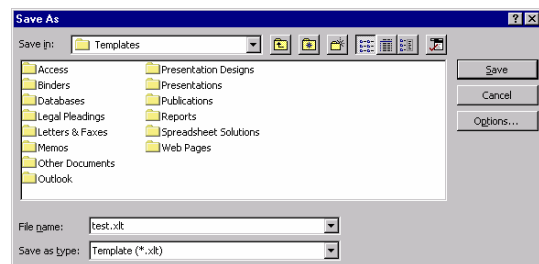 Save As
Save in: Templates
Access
Binders
Databases
Legal Pleadings
Letters & Faxes
Memos
Other Documents
Outlook
Presentation Designs
Presentations
Publications
Reports
Spreadsheet Solutions
Web Pages
Save
Cancel
Options...
File name: test.xlt
Save as type: Template (*.xlt)